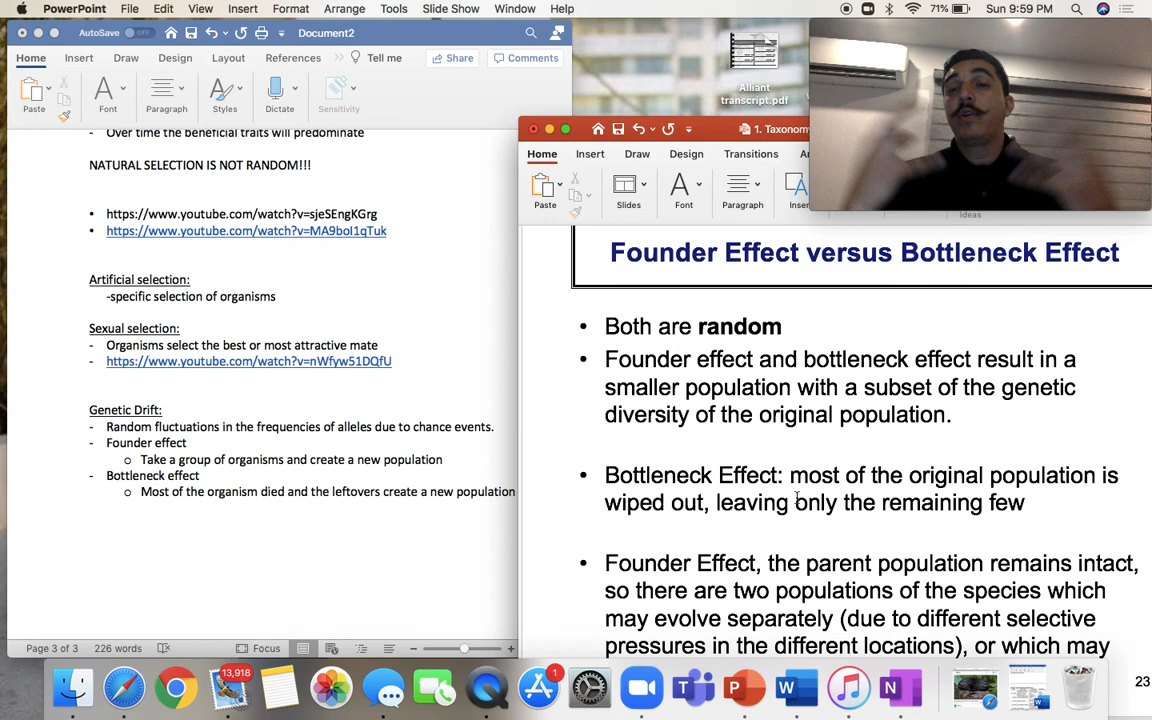 PowerPoint File Edit View Insert Format Arrange Tools Slide Show Window Help 71% Sun 9:59 PM
AutoSave OFF Document2
Home Insert Draw Design Layout References Tell me Share Comments
Paste Font Paragraph Styles Dictate Sensitivity
- Over time the beneficial traits will predominate
NATURAL SELECTION IS NOT RANDOM!!!
• https://www.youtube.com/watch?v=sjeSEngKGrg
• https://www.youtube.com/watch?v=MA9boI1qTuk
Artificial selection:
-specific selection of organisms
Sexual selection:
- Organisms select the best or most attractive mate
- https://www.youtube.com/watch?v=nWfyw51DQfU
Genetic Drift:
- Random fluctuations in the frequencies of alleles due to chance events.
- Founder effect
o Take a group of organisms and create a new population
- Bottleneck effect
o Most of the organism died and the leftovers create a new population
Page 3 of 3 226 words Focus
Alliant
transcript.pdf
1. Taxonomy
Home Insert Draw Design Transitions
Paste Slides Font Paragraph
Ideas
Founder Effect versus Bottleneck Effect
• Both are random
• Founder effect and bottleneck effect result in a
smaller population with a subset of the genetic
diversity of the original population.
• Bottleneck Effect: most of the original population is
wiped out, leaving only the remaining few
• Founder Effect, the parent population remains intact,
so there are two populations of the species which
may evolve separately (due to different selective
pressures in the different locations), or which may
23
13,918
1